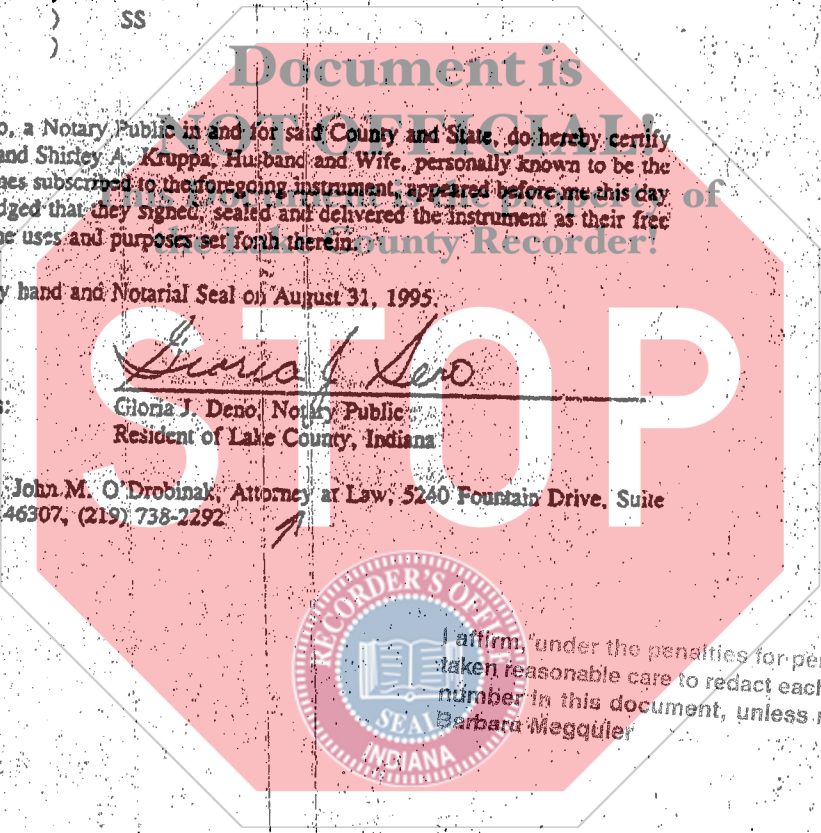 ) SS
)
Document is
NOT OFFICIAL!
This Document is the property of
the Lake County Recorder!
o, a Notary Public in and for said County and State, do hereby certify
and Shirley A. Kruppa, Husband and Wife, personally known to be the
mes subscribed to the foregoing instrument, appeared before me this day
dged that they signed, sealed and delivered the instrument as their free
he uses and purposes set forth therein.
y hand and Notarial Seal on August 31, 1995.
STOP
Gloria J Deno
s:
Gloria J. Deno, Notary Public
Resident of Lake County, Indiana
John M. O'Drobinak, Attorney at Law, 5240 Fountain Drive, Suite
46307, (219) 738-2292
RECORDER'S OFFICE
SEAL
INDIANA
I affirm, under the penalties for per
taken reasonable care to redact each
number in this document, unless r
Barbara Megquier